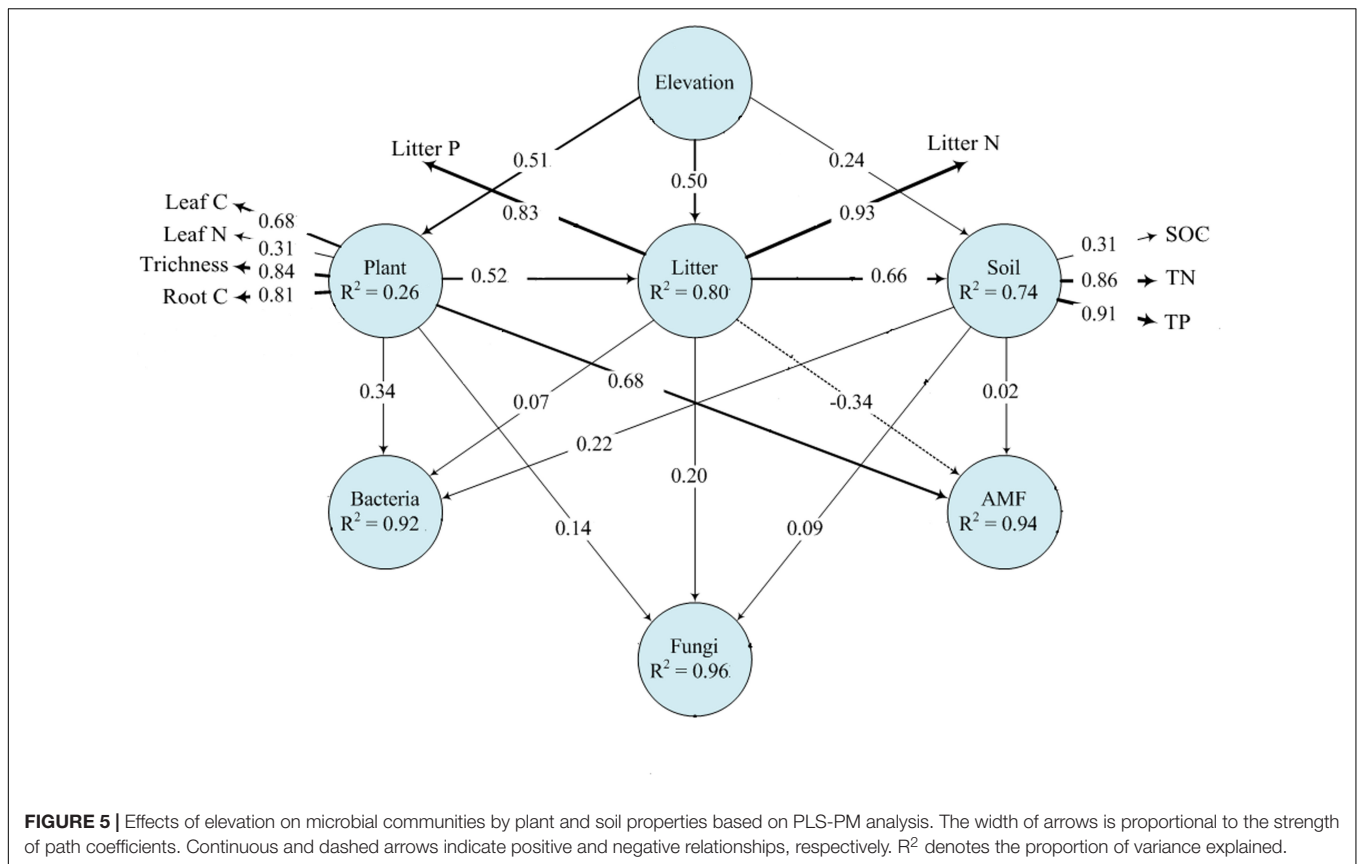 Elevation
Litter P
Litter N
0.51
0.24
0.50
Leaf C
0.68
0.83
0.93
Leaf N
0.31
Trichness
0.84
Root C
0.81
Plant
R² = 0.26
0.52
Litter
R² = 0.80
0.66
Soil
R² = 0.74
0.31
SOC
0.86
TN
0.91
TP
0.34
0.68
0.02
0.07
-0.34
0.22
0.20
Bacteria
R² = 0.92
AMF
R² = 0.94
0.14
0.09
Fungi
R² = 0.96
FIGURE 5 | Effects of elevation on microbial communities by plant and soil properties based on PLS-PM analysis. The width of arrows is proportional to the strength
of path coefficients. Continuous and dashed arrows indicate positive and negative relationships, respectively. R² denotes the proportion of variance explained.